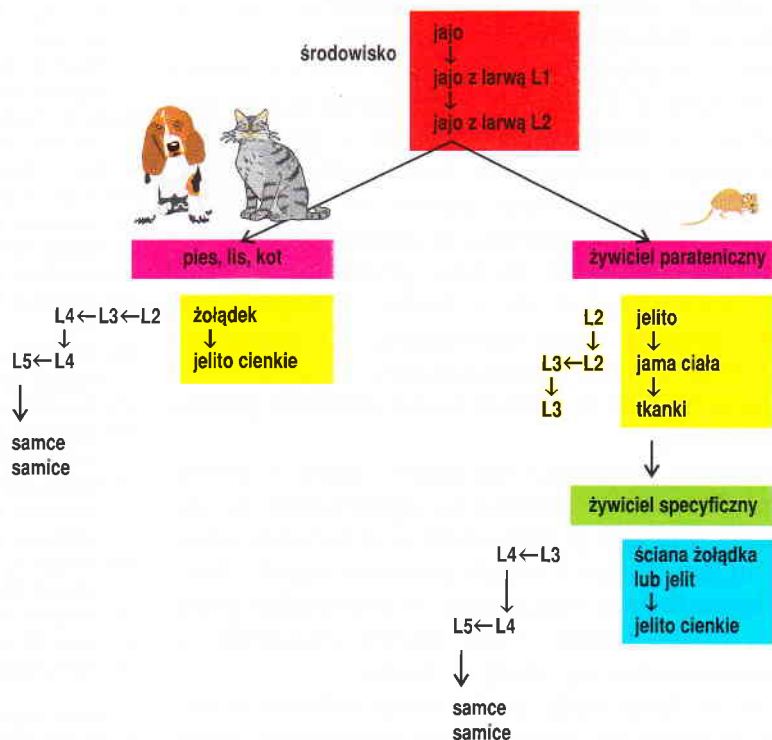 środowisko
jajo
↓
jajo z larwą L1
↓
jajo z larwą L2
pies, lis, kot
L4←L3←L2
↓
L5←L4
↓
samce
samice
żołądek
↓
jelito cienkie
żywiciel parateniczny
L2
↓
L3←L2
↓
L3
jelito
↓
jama ciała
↓
tkanki
żywiciel specyficzny
L4←L3
↓
L5←L4
↓
samce
samice
ściana żołądka
lub jelit
↓
jelito cienkie